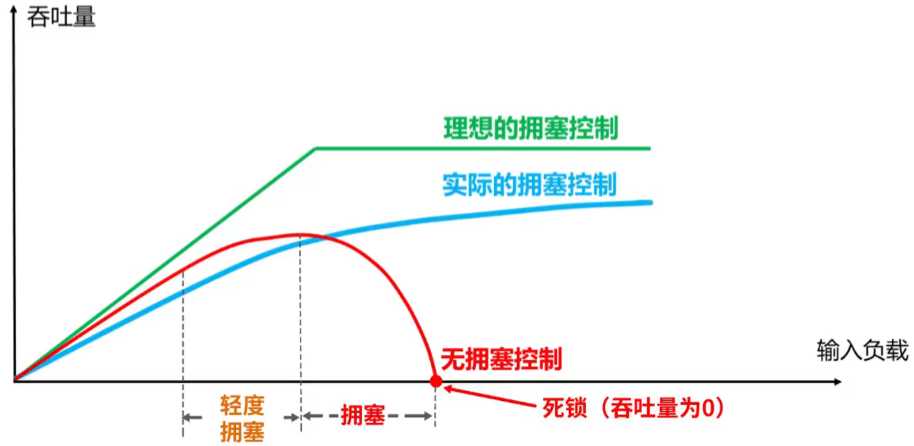 吞吐量
理想的拥塞控制
实际的拥塞控制
无拥塞控制
输入负载
轻度
拥塞
拥塞
死锁（吞吐量为0）